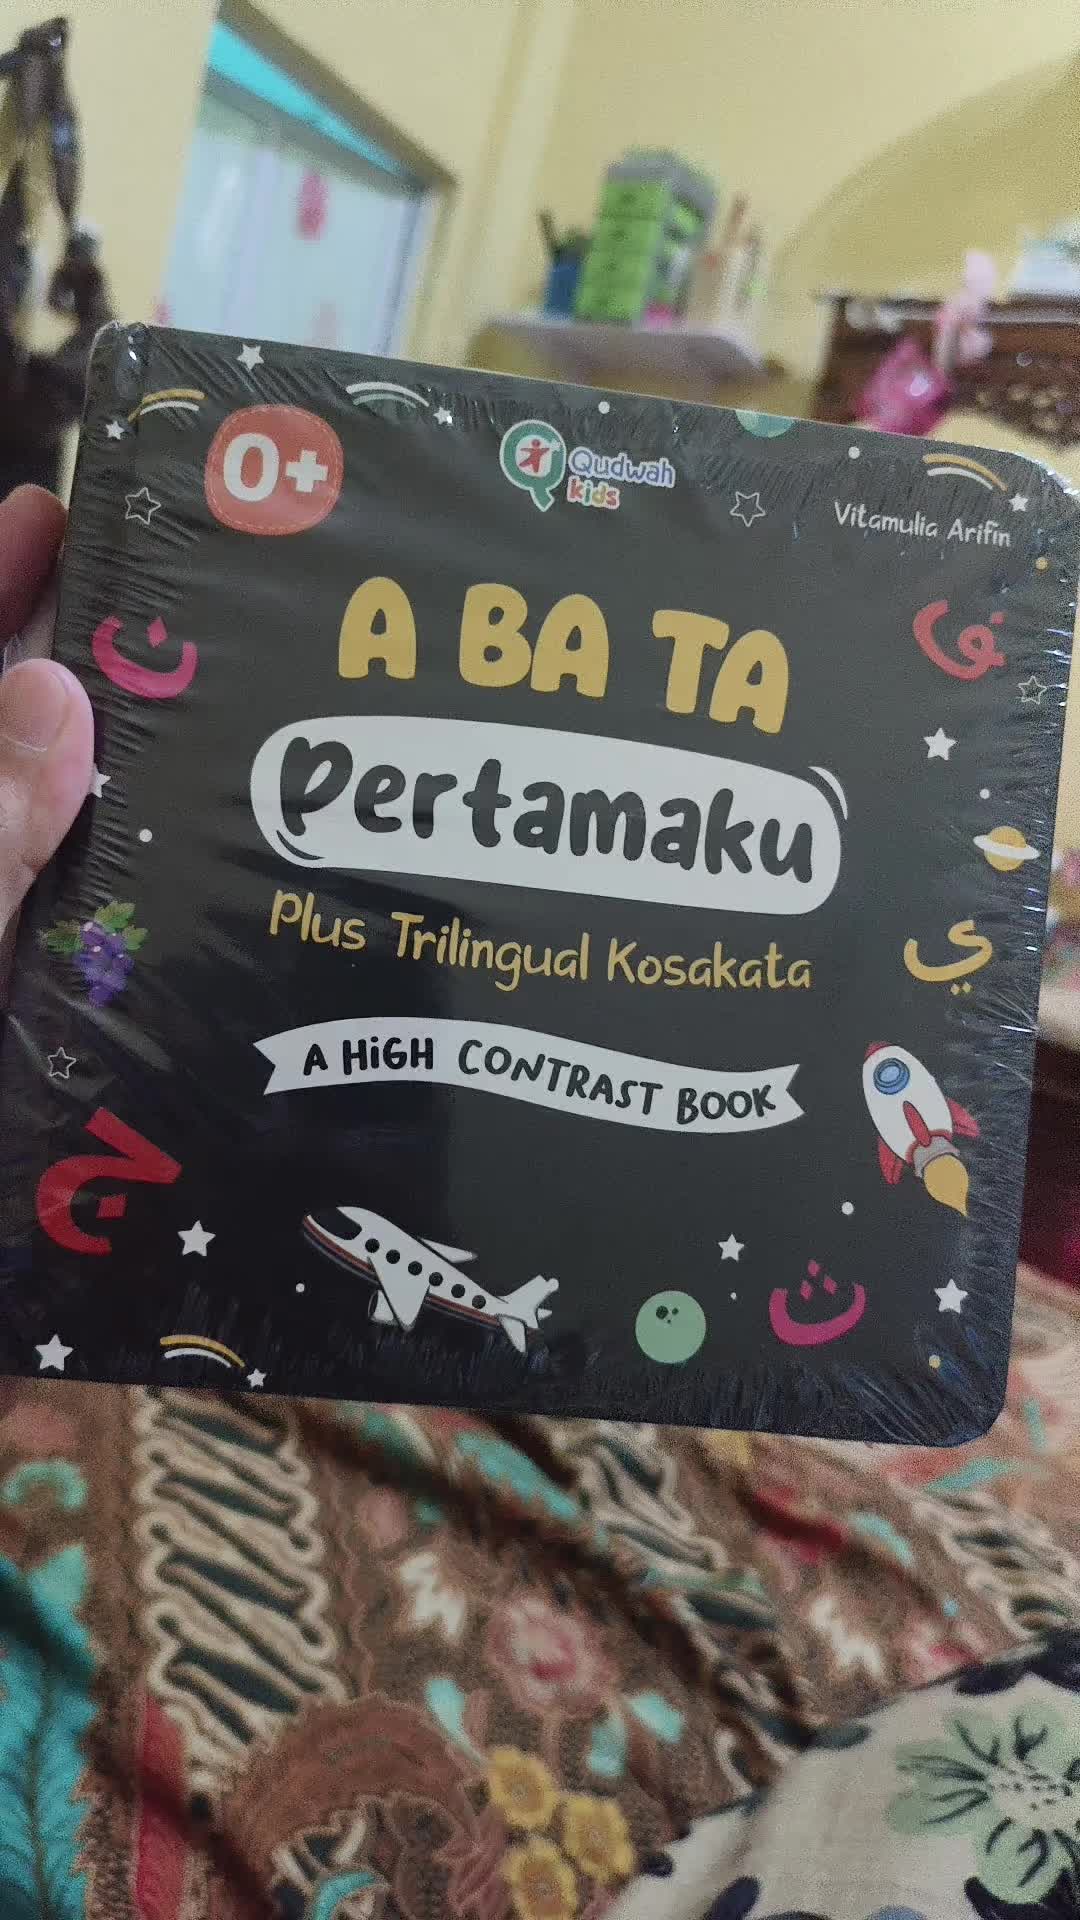 0+
Qudwah
kids
Vitamulia Arifin
A BA TA
Pertamaku
Plus Trilingual Kosakata
A HiGH CONTRAST BOOK
ن
ف
ي
ج
ث